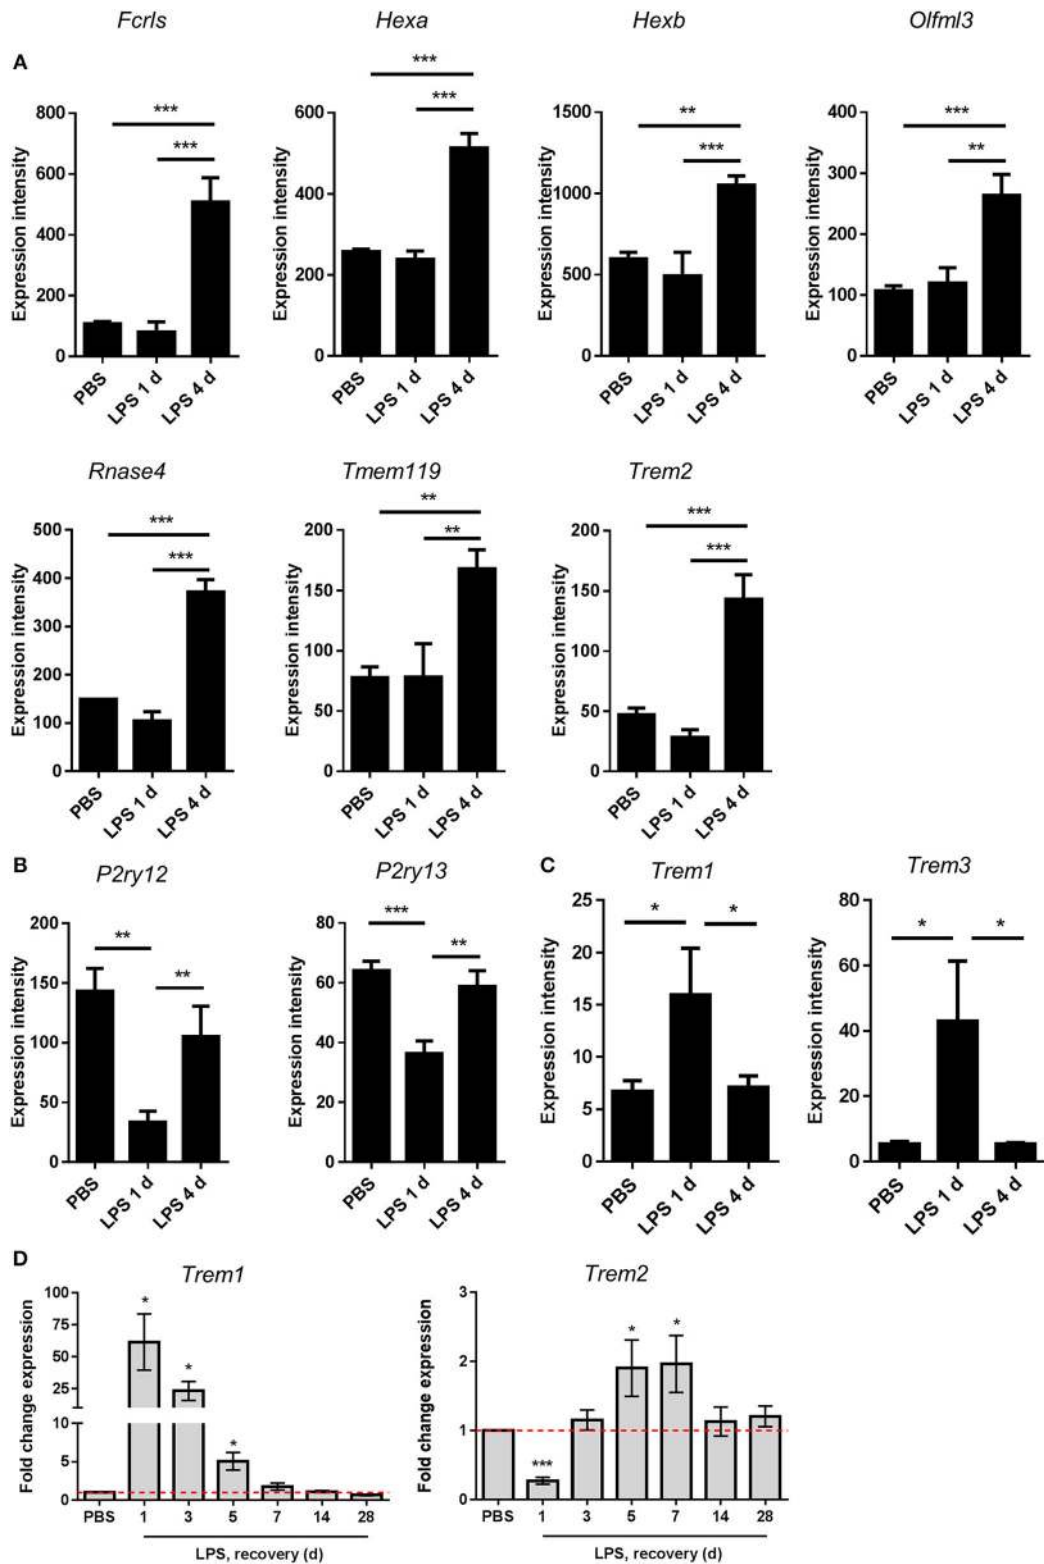 Fcrls Hexa Hexb Olfml3
A
*** *** ** ***
*** *** *** **
Expression intensity
800
600
400
200
0
PBS
LPS 1 d
LPS 4 d
Expression intensity
600
400
200
0
PBS
LPS 1 d
LPS 4 d
Expression intensity
1500
1000
500
0
PBS
LPS 1 d
LPS 4 d
Expression intensity
400
300
200
100
0
PBS
LPS 1 d
LPS 4 d
Rnase4
***
***
Expression intensity
500
400
300
200
100
0
PBS
LPS 1 d
LPS 4 d
Tmem119
**
**
Expression intensity
200
150
100
50
0
PBS
LPS 1 d
LPS 4 d
Trem2
***
***
Expression intensity
200
150
100
50
0
PBS
LPS 1 d
LPS 4 d
B
P2ry12
**
**
Expression intensity
200
150
100
50
0
PBS
LPS 1 d
LPS 4 d
P2ry13
***
**
Expression intensity
80
60
40
20
0
PBS
LPS 1 d
LPS 4 d
C
Trem1
* *
Expression intensity
25
20
15
10
5
0
PBS
LPS 1 d
LPS 4 d
Trem3
* *
Expression intensity
80
60
40
20
0
PBS
LPS 1 d
LPS 4 d
D
Trem1
Fold change expression
100
75
50
25
10
5
0
*
*
*
PBS 1 3 5 7 14 28
LPS, recovery (d)
Trem2
Fold change expression
3
2
1
0
***
* *
PBS 1 3 5 7 14 28
LPS, recovery (d)